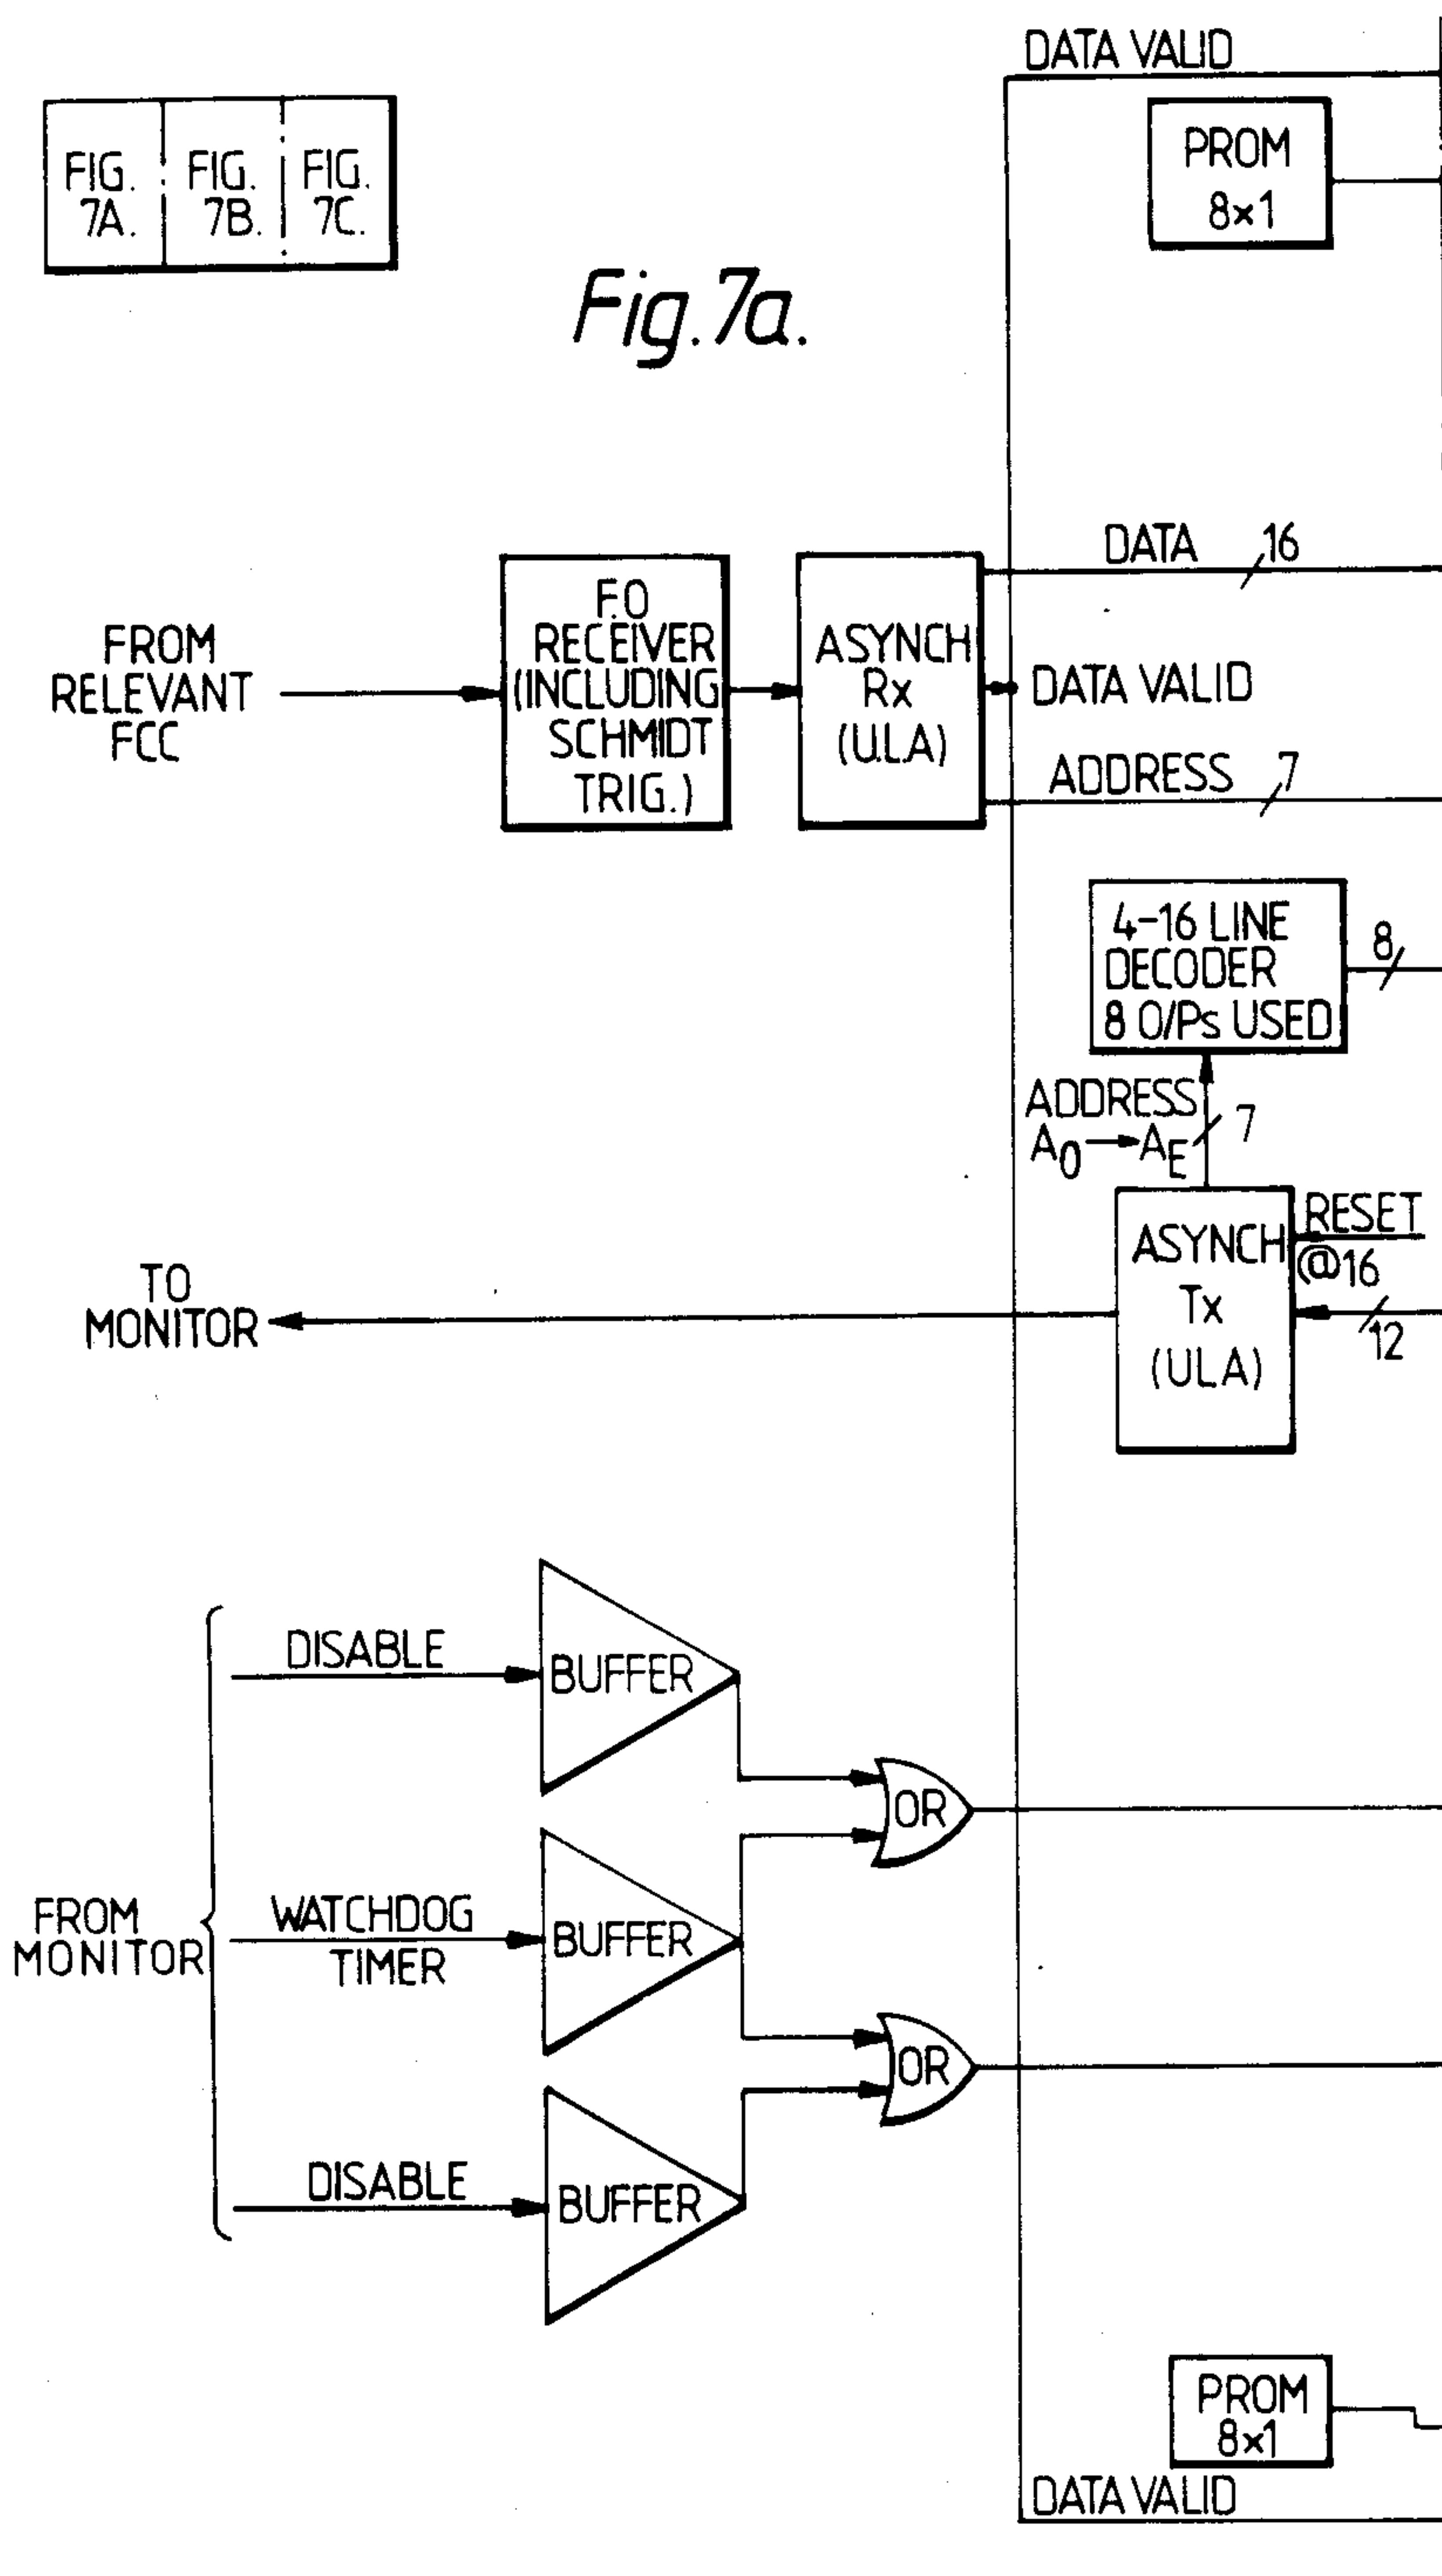 DATA VALID
FIG. 7A.
FIG. 7B.
FIG. 7C.
PROM
8×1
Fig.7a.
DATA 16
FROM
RELEVANT
FCC
F.O
RECEIVER
(INCLUDING
SCHMIDT
TRIG.)
ASYNCH
Rx
(U.L.A)
DATA VALID
ADDRESS 7
4-16 LINE
DECODER
8 O/Ps USED
8
ADDRESS
A0 → AE
7
RESET
@16
ASYNCH
Tx
(U.L.A)
12
TO
MONITOR
DISABLE
BUFFER
OR
FROM
MONITOR
WATCHDOG
TIMER
BUFFER
OR
DISABLE
BUFFER
PROM
8×1
DATA VALID